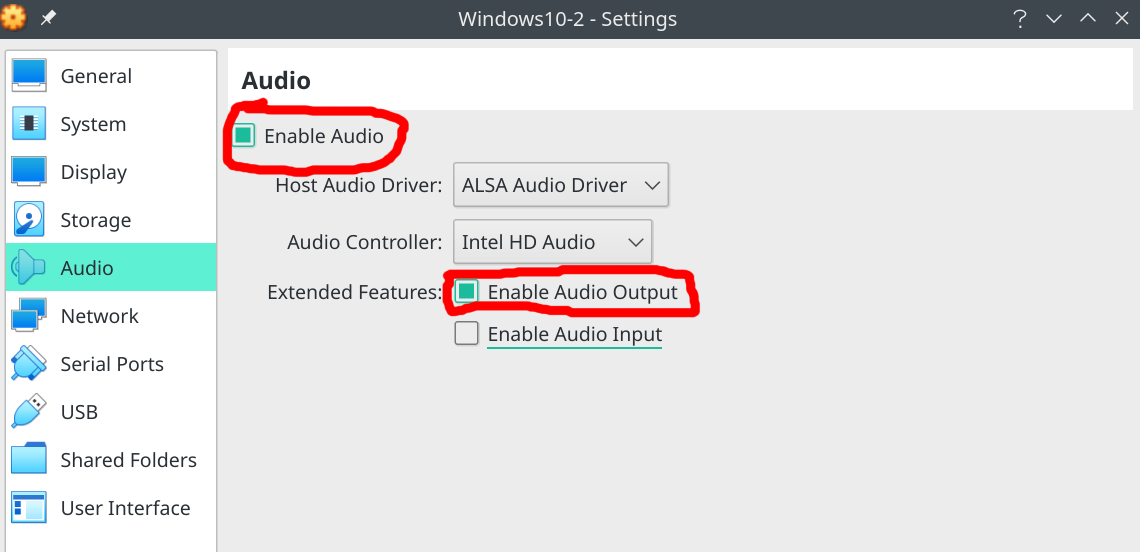 Windows10-2 - Settings
General
System
Display
Storage
Audio
Network
Serial Ports
USB
Shared Folders
User Interface
Audio
Enable Audio
Host Audio Driver: ALSA Audio Driver
Audio Controller: Intel HD Audio
Extended Features: Enable Audio Output
Enable Audio Input